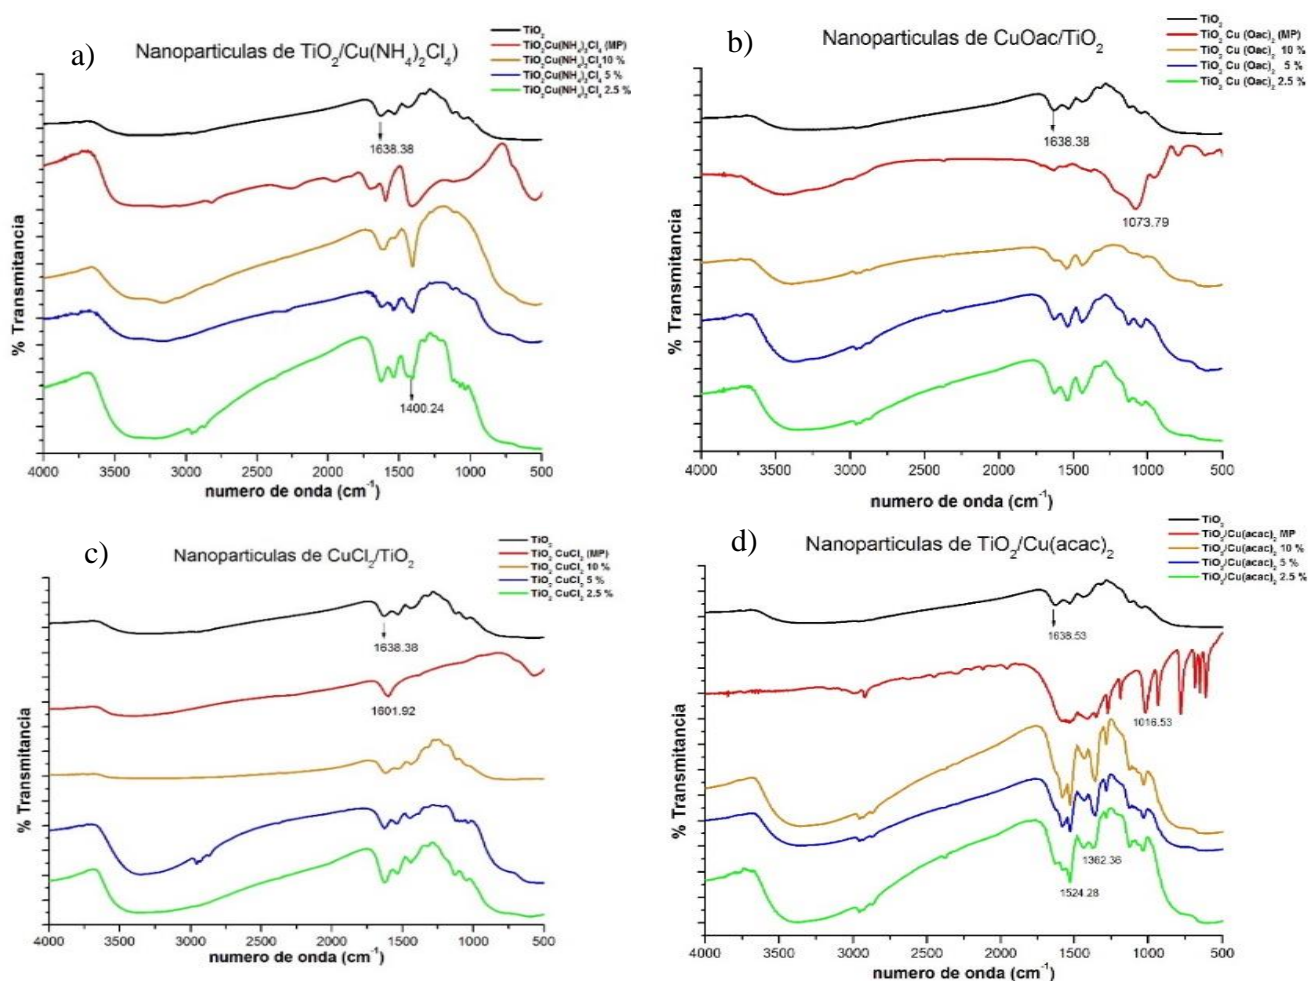 a)
Nanoparticulas de TiO₂/Cu(NH₄)₂Cl₄)
TiO₂
TiO₂Cu(NH₄)₂Cl₄ (MP)
TiO₂Cu(NH₄)₂Cl 10 %
TiO₂Cu(NH₄)₂Cl₄ 5 %
TiO₂Cu(NH₄)₂Cl₄ 2.5 %
1638.38
1400.24
% Transmitancia
4000 3500 3000 2500 2000 1500 1000 500
numero de onda (cm⁻¹)
b)
Nanoparticulas de CuOac/TiO₂
TiO₂
TiO₂ Cu (Oac)₂ (MP)
TiO₂ Cu (Oac)₂ 10 %
TiO₂ Cu (Oac)₂ 5 %
TiO₂ Cu (Oac)₂ 2.5 %
1638.38
1073.79
% Transmitancia
4000 3500 3000 2500 2000 1500 1000 500
numero de onda (cm⁻¹)
c)
Nanoparticulas de CuCl₂/TiO₂
TiO₂
TiO₂ CuCl₂ (MP)
TiO₂ CuCl₂ 10 %
TiO₂ CuCl₂ 5 %
TiO₂ CuCl₂ 2.5 %
1638.38
1601.92
% Transmitancia
4000 3500 3000 2500 2000 1500 1000 500
numero de onda (cm⁻¹)
d)
Nanoparticulas de TiO₂/Cu(acac)₂
TiO₂
TiO₂/Cu(acac)₂ MP
TiO₂/Cu(acac)₂ 10 %
TiO₂/Cu(acac)₂ 5 %
TiO₂/Cu(acac)₂ 2.5 %
1638.53
1016.53
1362.36
1524.28
% Transmitancia
4000 3500 3000 2500 2000 1500 1000 500
numero de onda (cm⁻¹)